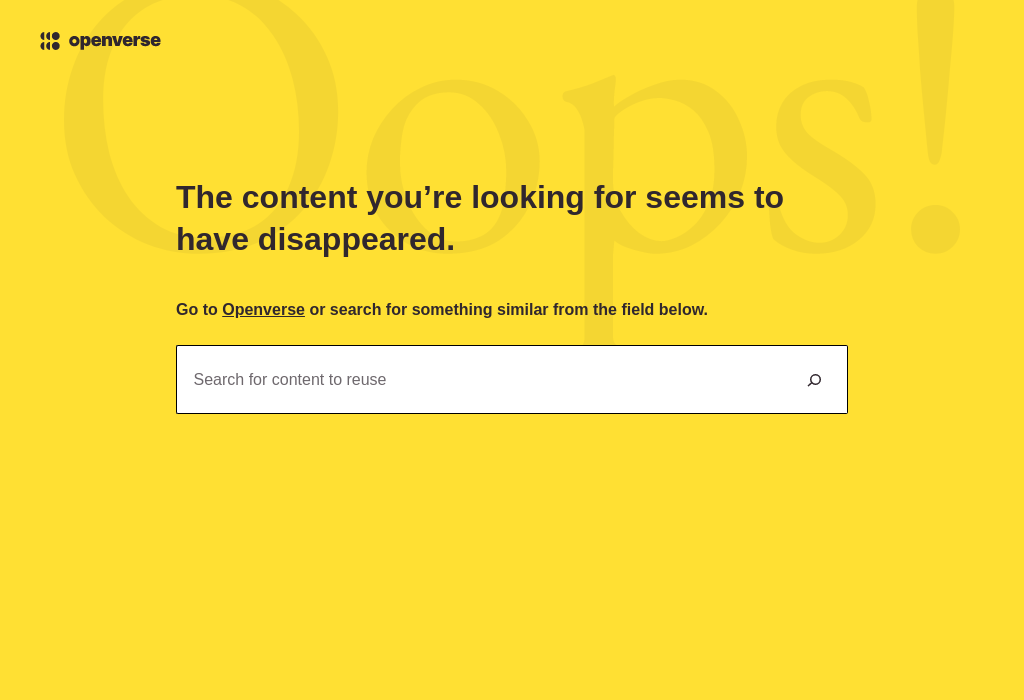 Oops!
openverse
The content you’re looking for seems to
have disappeared.
Go to Openverse or search for something similar from the field below.
Search for content to reuse